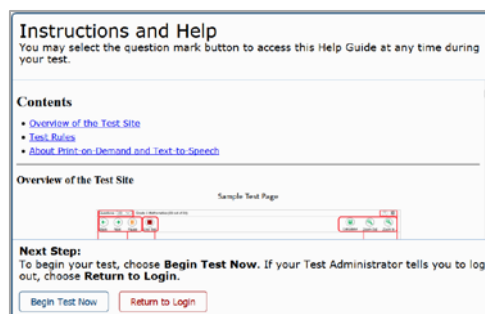 Instructions and Help
You may select the question mark button to access this Help Guide at any time during
your test.
Contents
Overview of the Test Site
Test Rules
About Print-on-Demand and Text-to-Speech
Overview of the Test Site
Sample Test Page
Next Step:
To begin your test, choose Begin Test Now. If your Test Administrator tells you to log
out, choose Return to Login.
Begin Test Now
Return to Login